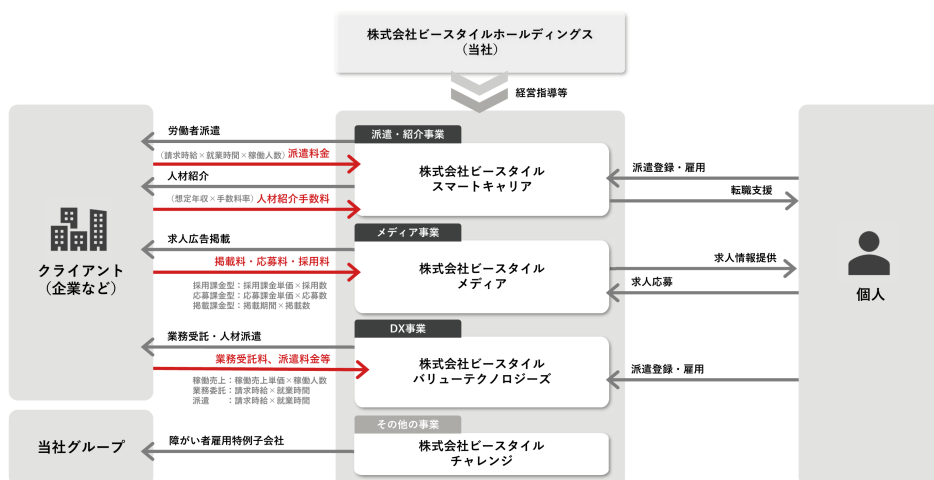 株式会社ビースタイルホールディングス
（当社）
経営指導等
クライアント
（企業など）
労働者派遣
（請求時給×就業時間×稼働人数）派遣料金
人材紹介
（想定年収×手数料率）人材紹介手数料
派遣・紹介事業
株式会社ビースタイル
スマートキャリア
派遣登録・雇用
転職支援
求人広告掲載
掲載料・応募料・採用料
採用課金型：採用課金単価×採用数
応募課金型：応募課金単価×応募数
掲載課金型：掲載期間×掲載数
メディア事業
株式会社ビースタイル
メディア
求人情報提供
求人応募
個人
業務受託・人材派遣
業務受託料、派遣料金等
稼働売上：稼働売上単価×稼働人数
業務委託：請求時給×就業時間
派遣　　：請求時給×就業時間
DX事業
株式会社ビースタイル
バリューテクノロジーズ
派遣登録・雇用
当社グループ
障がい者雇用特例子会社
その他の事業
株式会社ビースタイル
チャレンジ